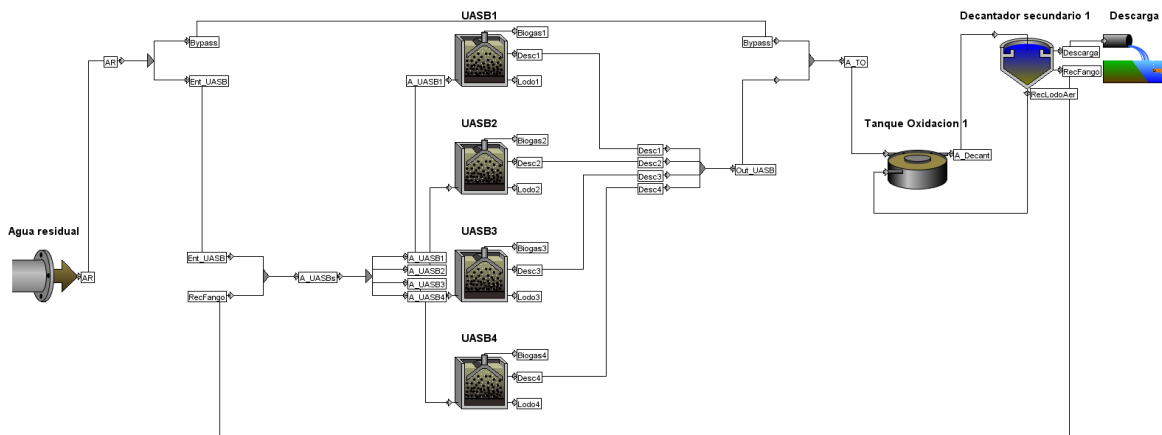 UASB1
Decantador secundario 1
Descarga
Biogas1
Bypass
Bypass
Desc1
Descarga
AR
A_TO
RecFango
Ent_UASB
A_UASB1
Lodo1
RecLodoAer
UASB2
Tanque Oxidacion 1
Biogas2
Desc1
A_Decant
Desc2
Desc2
Out_UASB
Desc3
Lodo2
Desc4
Agua residual
UASB3
Biogas3
Ent_UASB
A_UASB1
AR
A_UASBs
A_UASB2
Desc3
A_UASB3
RecFango
A_UASB4
Lodo3
UASB4
Biogas4
Desc4
Lodo4